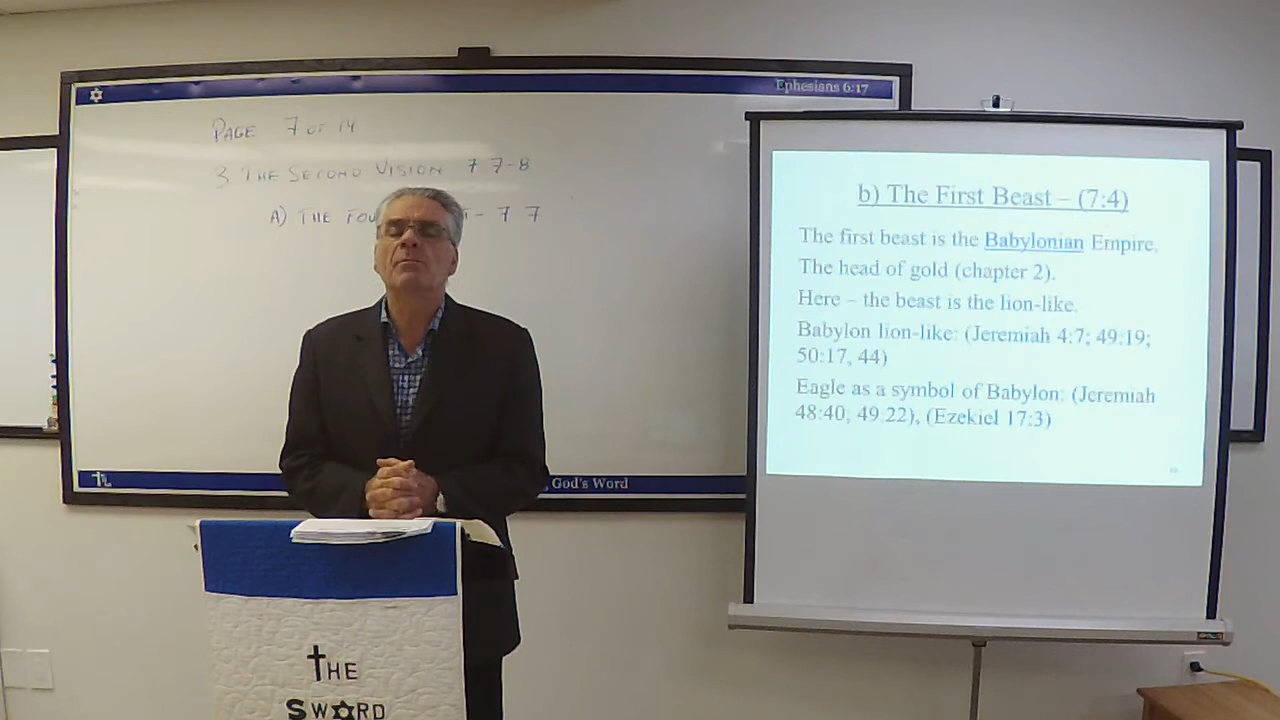 Ephesians 6:17
PAGE 7 OF 14
3 THE SECOND VISION 7 7-8
A) THE FOU T- 7 7
God's Word
b) The First Beast – (7:4)
The first beast is the Babylonian Empire.
The head of gold (chapter 2).
Here – the beast is the lion-like.
Babylon lion-like: (Jeremiah 4:7; 49:19;
50:17, 44)
Eagle as a symbol of Babylon: (Jeremiah
48:40; 49:22), (Ezekiel 17:3)
THE
SWORD